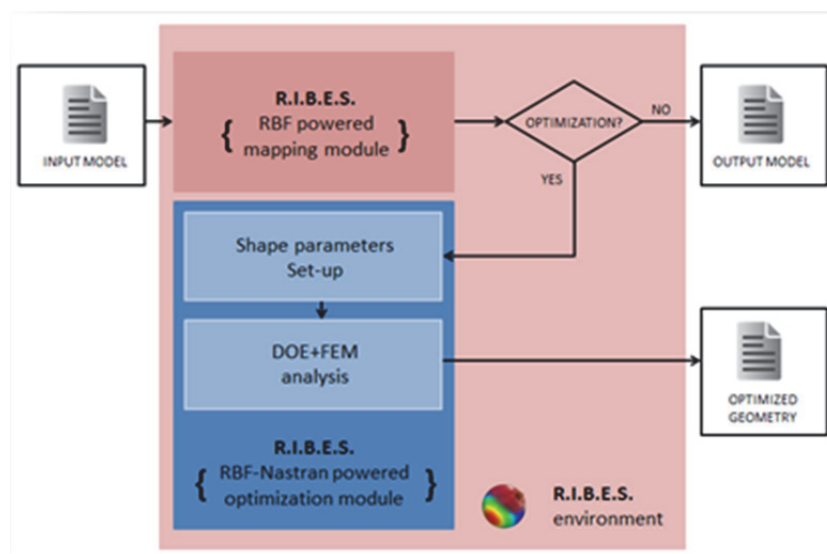 R.I.B.E.S.
{ RBF powered }
mapping module
INPUT MODEL
OPTIMIZATION?
NO
OUTPUT MODEL
YES
Shape parameters
Set-up
DOE+FEM
analysis
OPTIMIZED
GEOMETRY
R.I.B.E.S.
{ RBF-Nastran powered }
optimization module
R.I.B.E.S.
environment